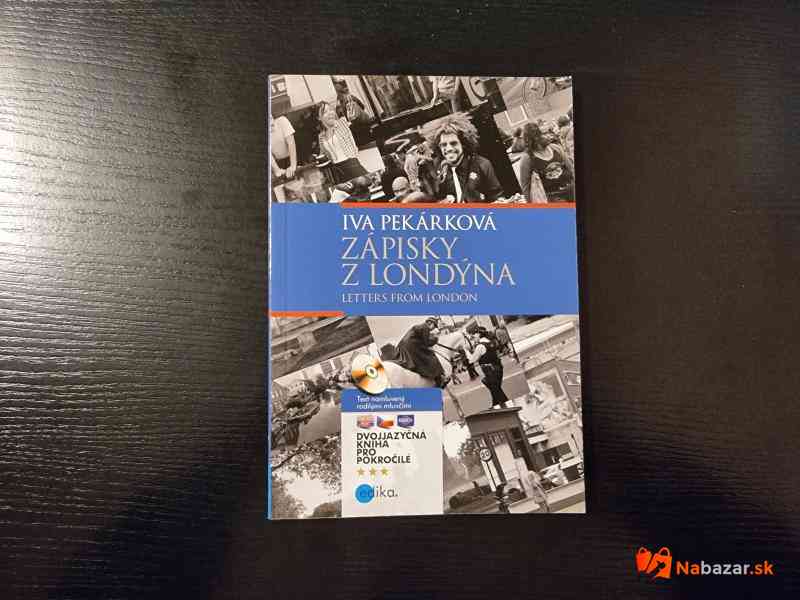 IVA PEKÁRKOVÁ
ZÁPISKY
Z LONDÝNA
LETTERS FROM LONDON
Text namluvený
rodilými mluvčími
DVOJJAZYČNÁ
KNIHA
PRO
POKROČILÉ
edika.
Nabazar.sk